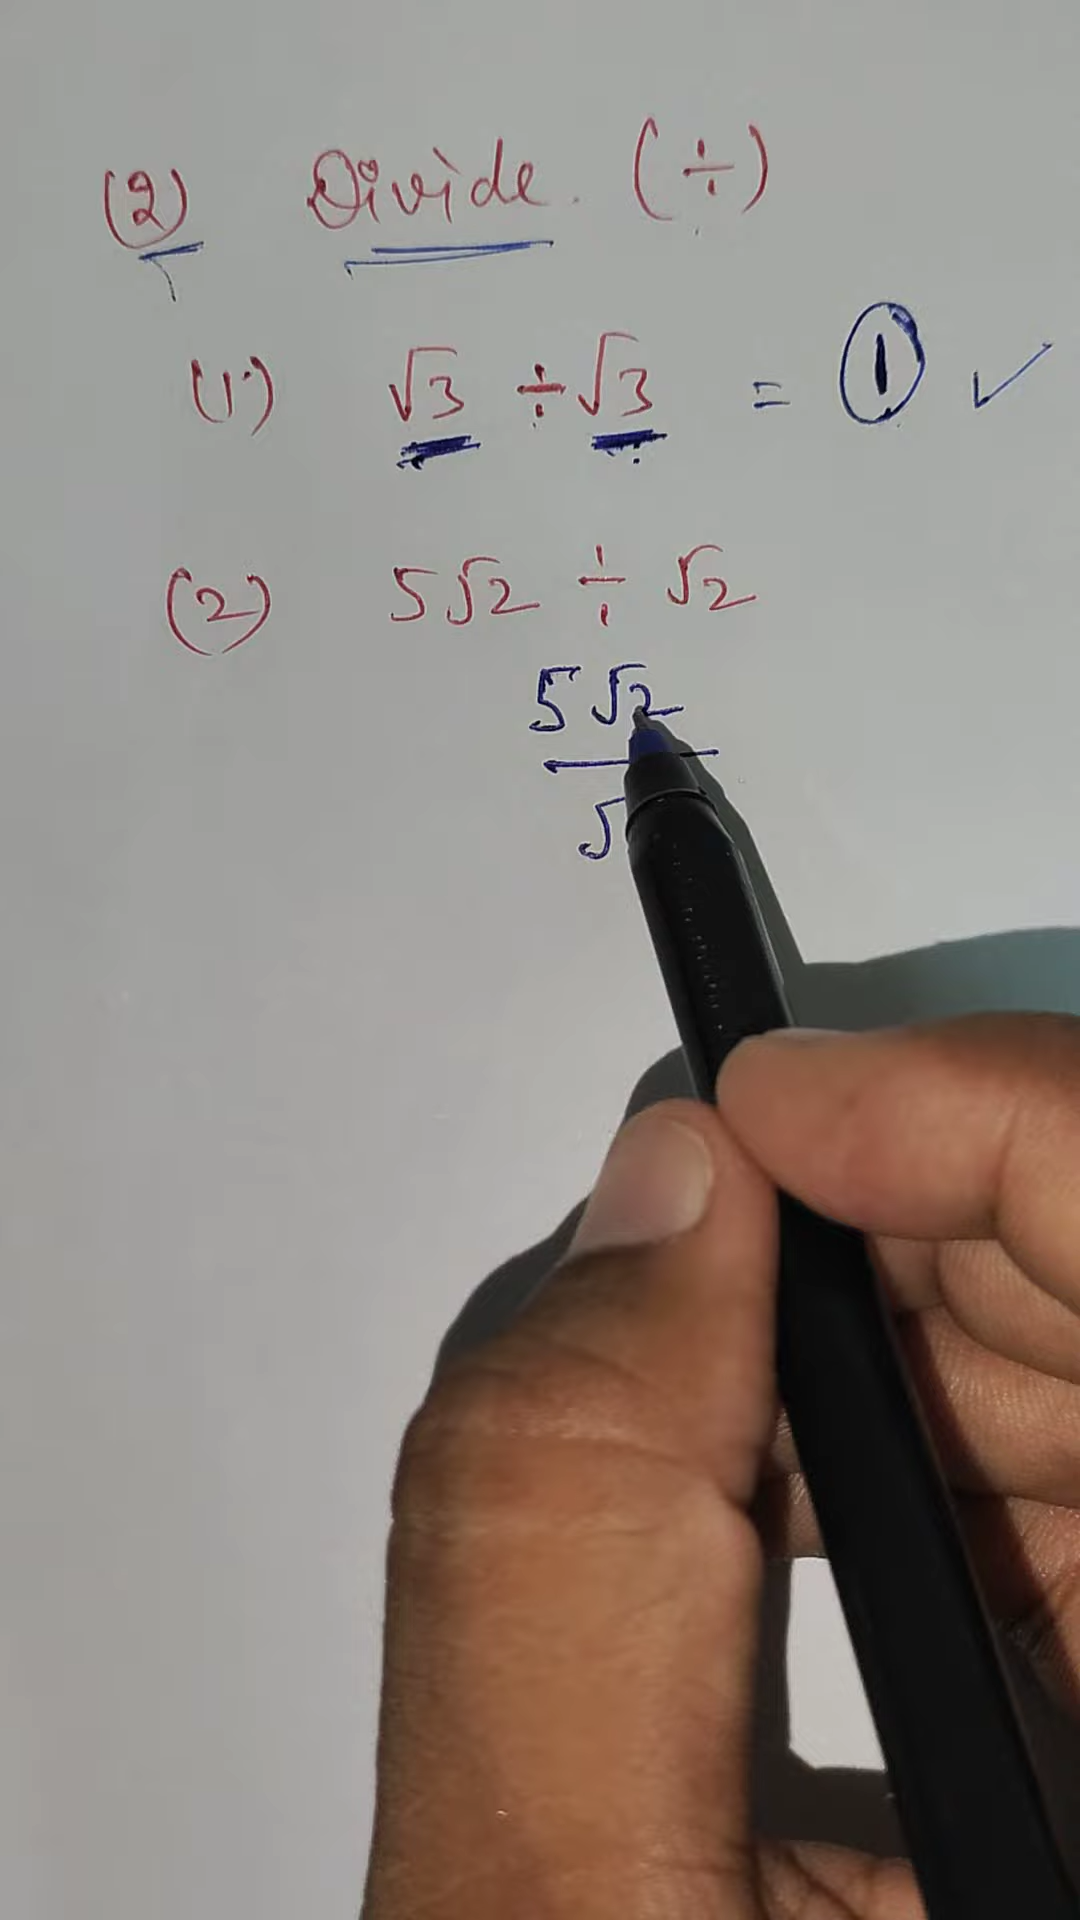 (2) Divide. (÷)
(1) √3 ÷ √3 = 1 ✓
(2) 5√2 ÷ √2
5√2
√